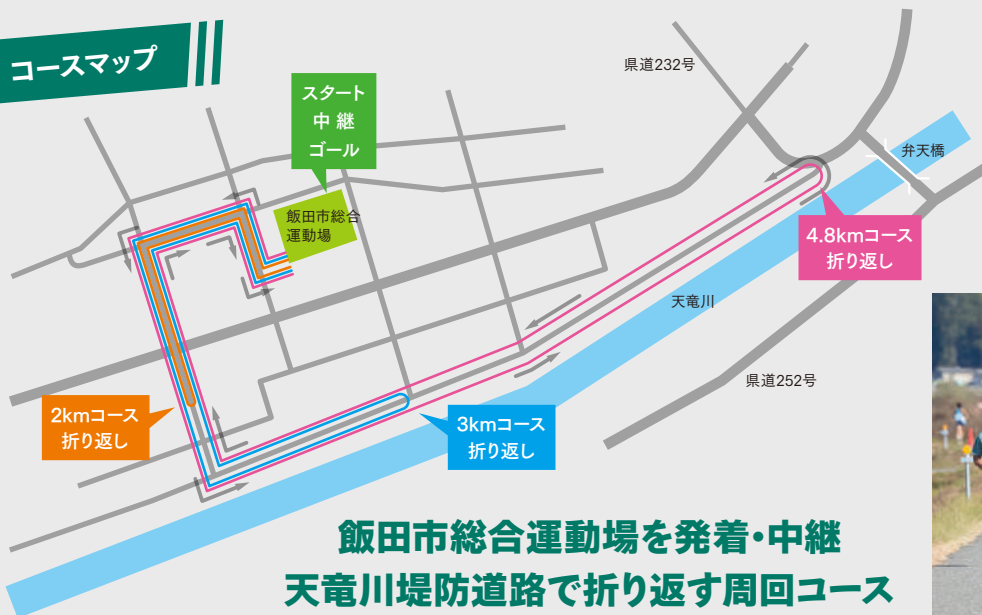 コースマップ
スタート
中 継
ゴール
県道232号
弁天橋
飯田市総合
運動場
4.8kmコース
折り返し
天竜川
県道252号
2kmコース
折り返し
3kmコース
折り返し
飯田市総合運動場を発着・中継
天竜川堤防道路で折り返す周回コース